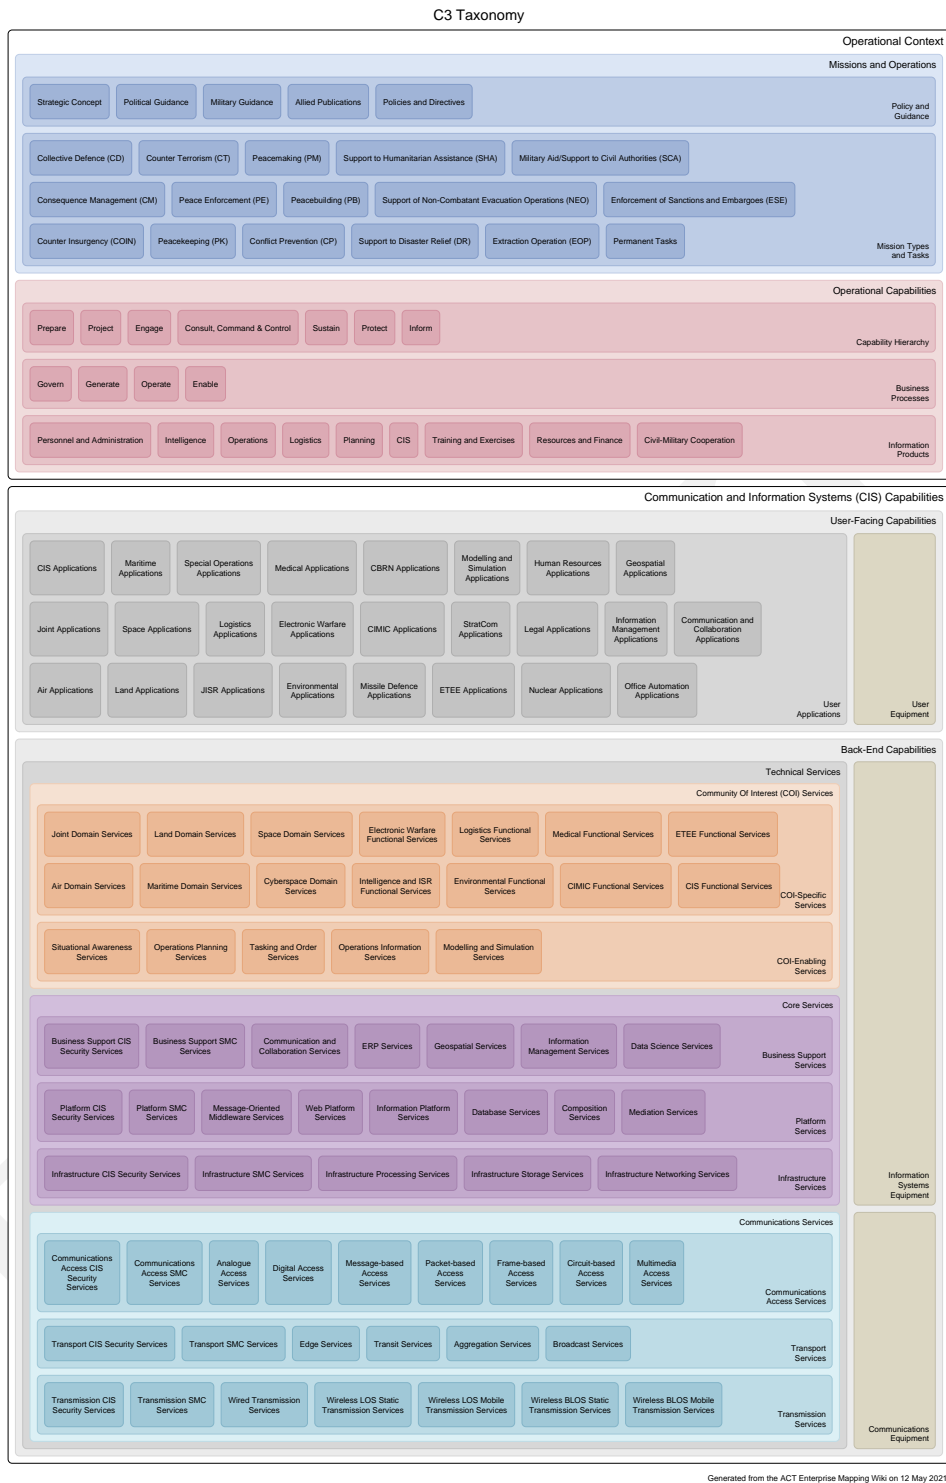 C3 Taxonomy
Operational Context
Missions and Operations
Strategic Concept
Political Guidance
Military Guidance
Allied Publications
Policies and Directives
Policy and
Guidance
Collective Defence (CD)
Counter Terrorism (CT)
Peacemaking (PM)
Support to Humanitarian Assistance (SHA)
Military Aid/Support to Civil Authorities (SCA)
Consequence Management (CM)
Peace Enforcement (PE)
Peacebuilding (PB)
Support of Non-Combatant Evacuation Operations (NEO)
Enforcement of Sanctions and Embargoes (ESE)
Counter Insurgency (COIN)
Peacekeeping (PK)
Conflict Prevention (CP)
Support to Disaster Relief (DR)
Extraction Operation (EOP)
Permanent Tasks
Mission Types
and Tasks
Operational Capabilities
Prepare
Project
Engage
Consult, Command & Control
Sustain
Protect
Inform
Capability Hierarchy
Govern
Generate
Operate
Enable
Business
Processes
Personnel and Administration
Intelligence
Operations
Logistics
Planning
CIS
Training and Exercises
Resources and Finance
Civil-Military Cooperation
Information
Products
Communication and Information Systems (CIS) Capabilities
User-Facing Capabilities
CIS Applications
Maritime
Applications
Special Operations
Applications
Medical Applications
CBRN Applications
Modelling and
Simulation
Applications
Human Resources
Applications
Geospatial
Applications
Joint Applications
Space Applications
Logistics
Applications
Electronic Warfare
Applications
CIMIC Applications
StratCom
Applications
Legal Applications
Information
Management
Applications
Communication and
Collaboration
Applications
Air Applications
Land Applications
JISR Applications
Environmental
Applications
Missile Defence
Applications
ETEE Applications
Nuclear Applications
Office Automation
Applications
User
Applications
User
Equipment
Back-End Capabilities
Technical Services
Community Of Interest (COI) Services
Joint Domain Services
Land Domain Services
Space Domain Services
Electronic Warfare
Functional Services
Logistics Functional
Services
Medical Functional Services
ETEE Functional Services
Air Domain Services
Maritime Domain Services
Cyberspace Domain
Services
Intelligence and ISR
Functional Services
Environmental Functional
Services
CIMIC Functional Services
CIS Functional Services
COI-Specific
Services
Situational Awareness
Services
Operations Planning
Services
Tasking and Order
Services
Operations Information
Services
Modelling and Simulation
Services
COI-Enabling
Services
Core Services
Business Support CIS
Security Services
Business Support SMC
Services
Communication and
Collaboration Services
ERP Services
Geospatial Services
Information
Management Services
Data Science Services
Business Support
Services
Platform CIS
Security Services
Platform SMC
Services
Message-Oriented
Middleware Services
Web Platform
Services
Information Platform
Services
Database Services
Composition
Services
Mediation Services
Platform
Services
Infrastructure CIS Security Services
Infrastructure SMC Services
Infrastructure Processing Services
Infrastructure Storage Services
Infrastructure Networking Services
Infrastructure
Services
Information
Systems
Equipment
Communications Services
Communications
Access CIS
Security
Services
Communications
Access SMC
Services
Analogue
Access
Services
Digital Access
Services
Message-based
Access
Services
Packet-based
Access
Services
Frame-based
Access
Services
Circuit-based
Access
Services
Multimedia
Access
Services
Communications
Access Services
Transport CIS Security Services
Transport SMC Services
Edge Services
Transit Services
Aggregation Services
Broadcast Services
Transport
Services
Transmission CIS
Security Services
Transmission SMC
Services
Wired Transmission
Services
Wireless LOS Static
Transmission Services
Wireless LOS Mobile
Transmission Services
Wireless BLOS Static
Transmission Services
Wireless BLOS Mobile
Transmission Services
Transmission
Services
Communications
Equipment
Generated from the ACT Enterprise Mapping Wiki on 12 May 2021